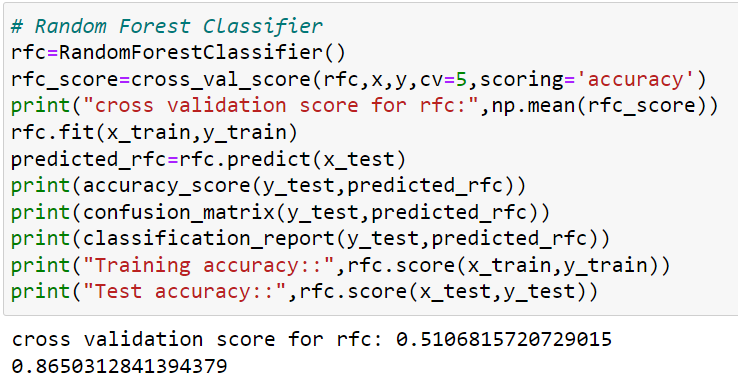 # Random Forest Classifier
rfc=RandomForestClassifier()
rfc_score=cross_val_score(rfc,x,y,cv=5,scoring='accuracy')
print("cross validation score for rfc:",np.mean(rfc_score))
rfc.fit(x_train,y_train)
predicted_rfc=rfc.predict(x_test)
print(accuracy_score(y_test,predicted_rfc))
print(confusion_matrix(y_test,predicted_rfc))
print(classification_report(y_test,predicted_rfc))
print("Training accuracy::",rfc.score(x_train,y_train))
print("Test accuracy::",rfc.score(x_test,y_test))
cross validation score for rfc: 0.5106815720729015
0.8650312841394379